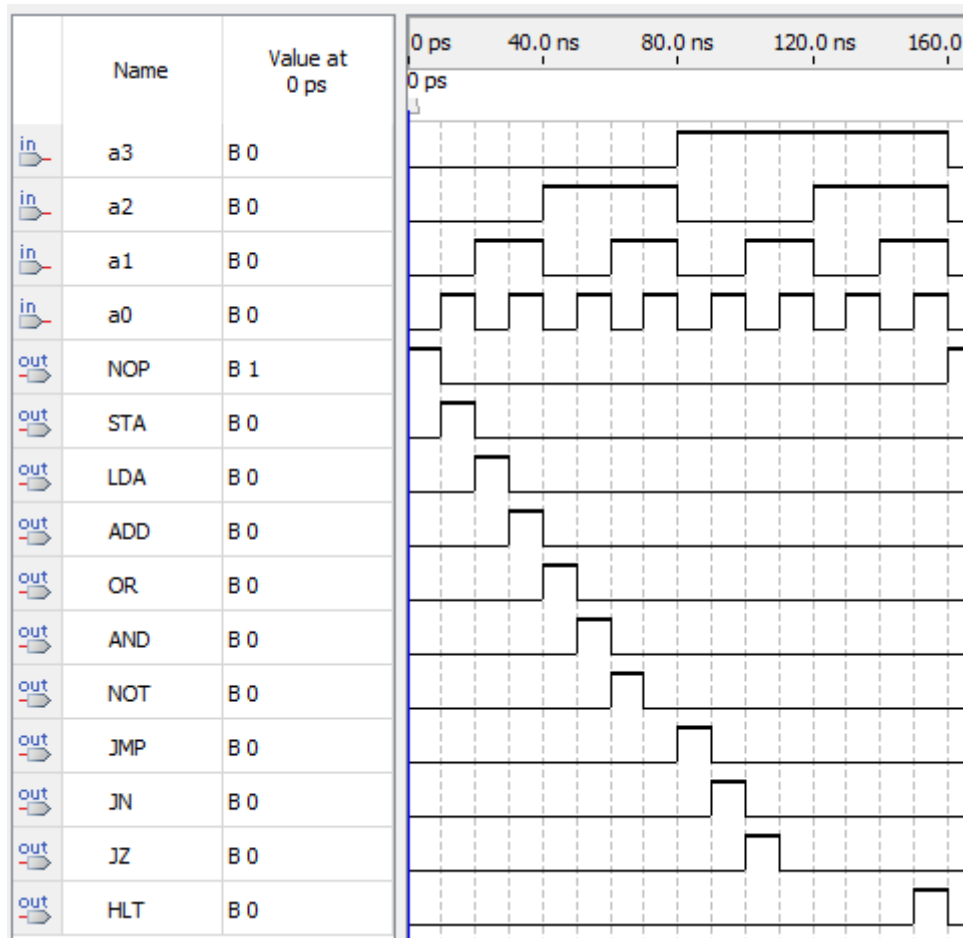 Name Value at 0 ps 0 ps 40.0 ns 80.0 ns 120.0 ns 160.0
0 ps
in a3 B 0
in a2 B 0
in a1 B 0
in a0 B 0
out NOP B 1
out STA B 0
out LDA B 0
out ADD B 0
out OR B 0
out AND B 0
out NOT B 0
out JMP B 0
out JN B 0
out JZ B 0
out HLT B 0